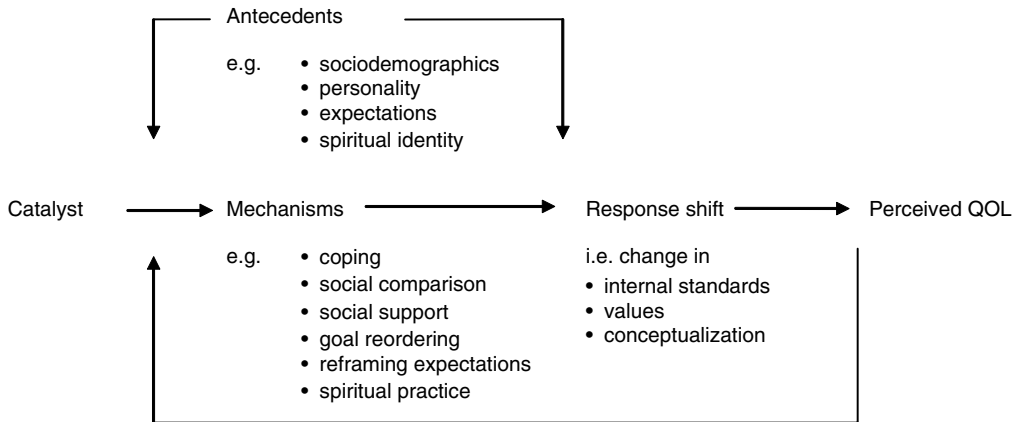 Antecedents
e.g. • sociodemographics
• personality
• expectations
• spiritual identity
Catalyst Mechanisms Response shift Perceived QOL
e.g. • coping
• social comparison
• social support
• goal reordering
• reframing expectations
• spiritual practice
i.e. change in
• internal standards
• values
• conceptualization